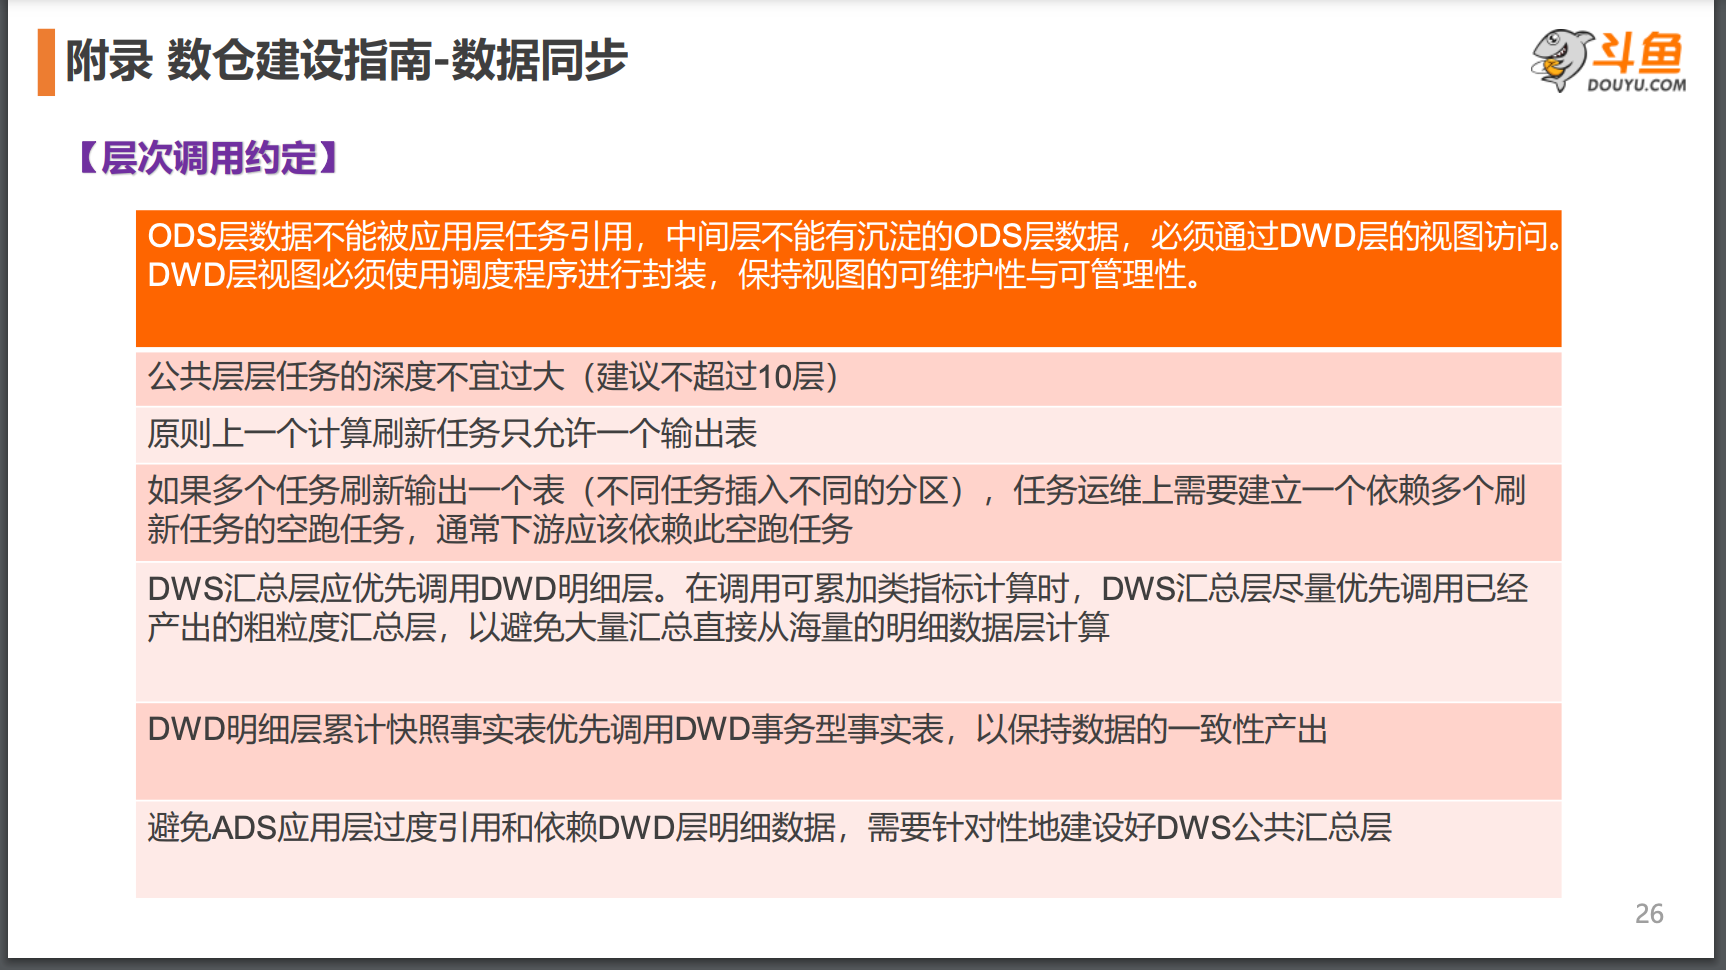 附录 数仓建设指南-数据同步
斗鱼
DOUYU.COM
【层次调用约定】
ODS层数据不能被应用层任务引用，中间层不能有沉淀的ODS层数据，必须通过DWD层的视图访问。
DWD层视图必须使用调度程序进行封装，保持视图的可维护性与可管理性。
公共层层任务的深度不宜过大（建议不超过10层）
原则上一个计算刷新任务只允许一个输出表
如果多个任务刷新输出一个表（不同任务插入不同的分区），任务运维上需要建立一个依赖多个刷
新任务的空跑任务，通常下游应该依赖此空跑任务
DWS汇总层应优先调用DWD明细层。在调用可累加类指标计算时，DWS汇总层尽量优先调用已经
产出的粗粒度汇总层，以避免大量汇总直接从海量的明细数据层计算
DWD明细层累计快照事实表优先调用DWD事务型事实表，以保持数据的一致性产出
避免ADS应用层过度引用和依赖DWD层明细数据，需要针对性地建设好DWS公共汇总层
26